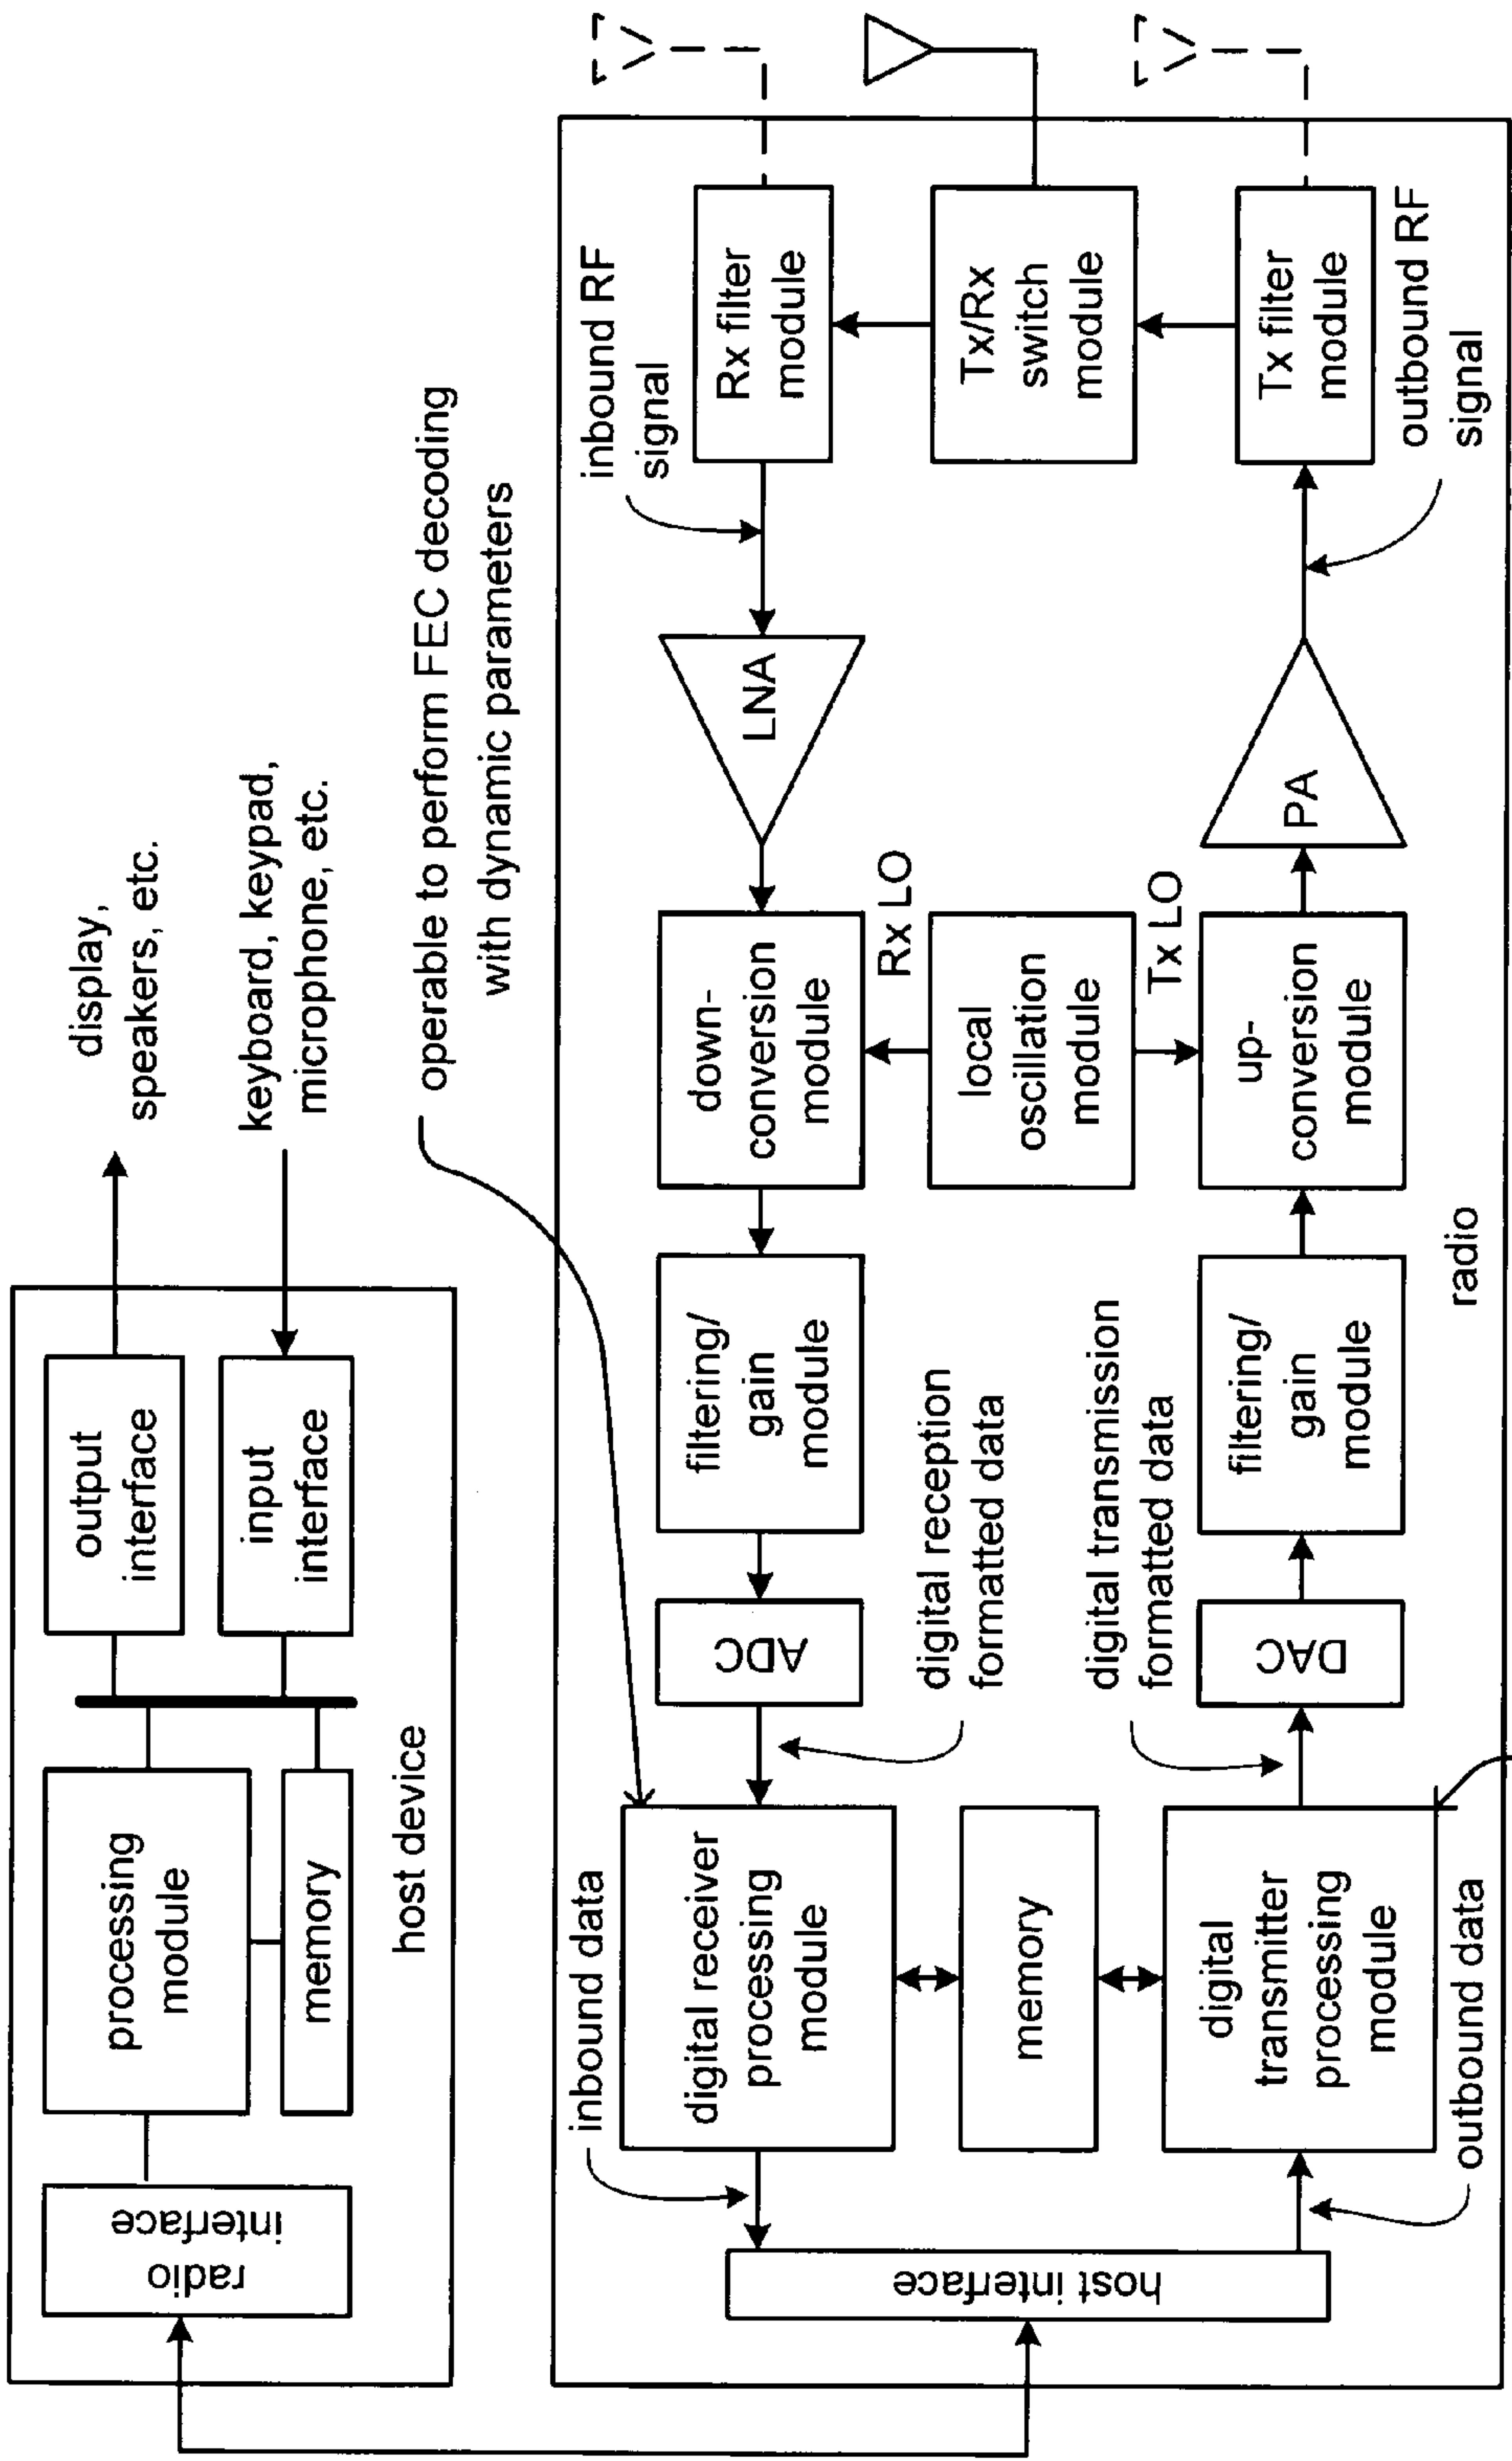 display,
speakers, etc.
keyboard, keypad,
microphone, etc.
output
interface
input
interface
processing
module
memory
radio
interface
host device
operable to perform FEC decoding
with dynamic parameters
inbound data
digital receiver
processing
module
ADC
filtering/
gain
module
down-
conversion
module
LNA
inbound RF
signal
Rx filter
module
host interface
memory
digital reception
formatted data
digital transmission
formatted data
Rx LO
local
oscillation
module
Tx LO
Tx/Rx
switch
module
digital
transmitter
processing
module
outbound data
DAC
filtering/
gain
module
up-
conversion
module
PA
Tx filter
module
outbound RF
signal
radio